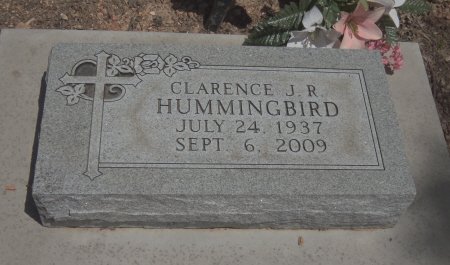 CLARENCE J. R.
HUMMINGBIRD
JULY 24, 1937
SEPT. 6, 2009